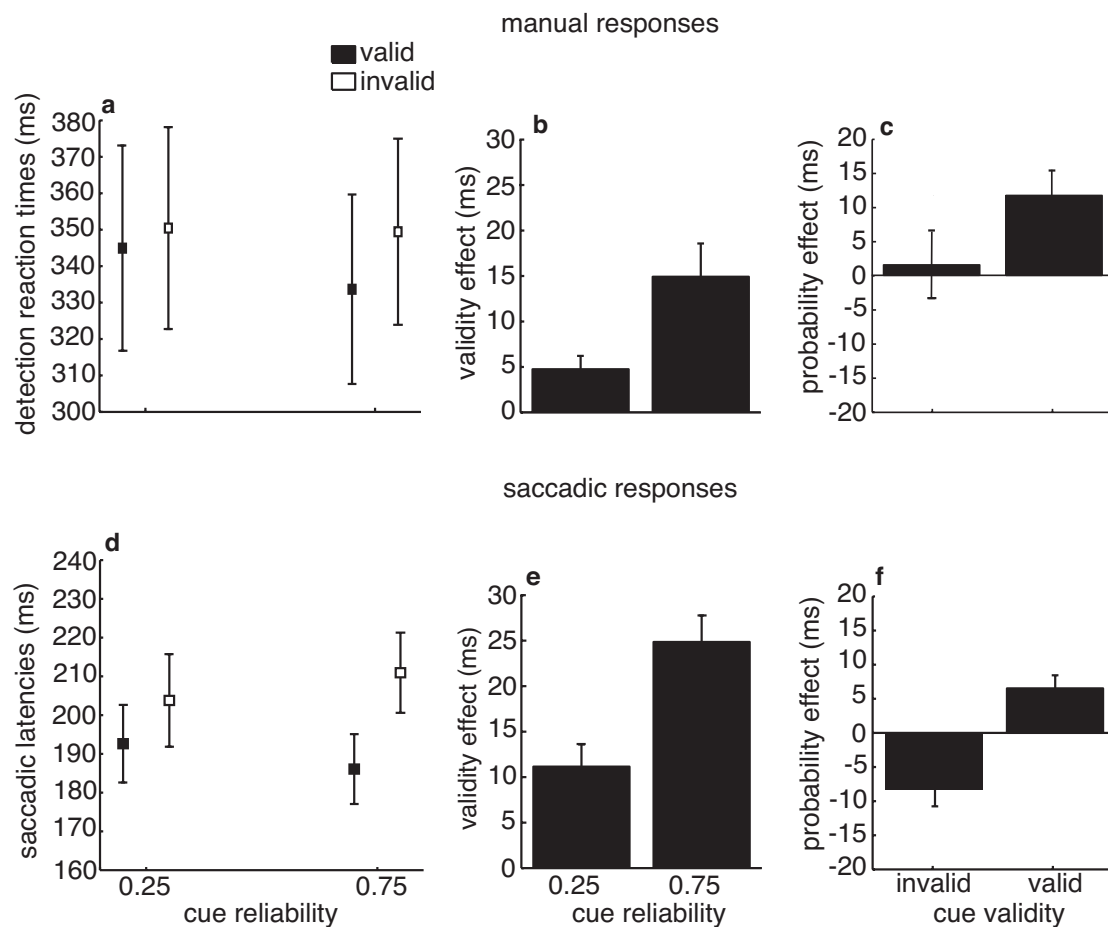 manual responses
valid
invalid
a
detection reaction times (ms)
380
370
360
350
340
330
320
310
300
b
validity effect (ms)
30
25
20
15
10
5
0
c
probability effect (ms)
20
15
10
5
0
-5
-10
-15
-20
saccadic responses
d
saccadic latencies (ms)
240
230
220
210
200
190
180
170
160
0.25
0.75
cue reliability
e
validity effect (ms)
30
25
20
15
10
5
0
0.25
0.75
cue reliability
f
probability effect (ms)
20
15
10
5
0
-5
-10
-15
-20
invalid
valid
cue validity